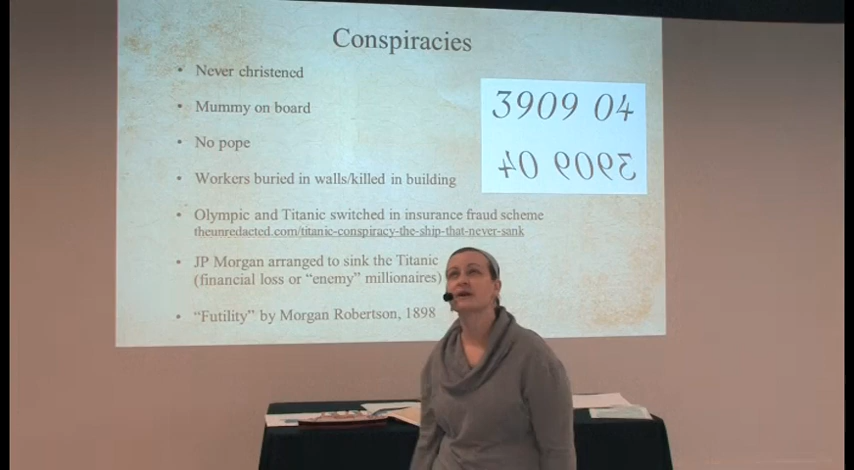 Conspiracies
• Never christened
• Mummy on board
• No pope
• Workers buried in walls/killed in building
• Olympic and Titanic switched in insurance fraud scheme
theunredacted.com/titanic-conspiracy-the-ship-that-never-sank
• JP Morgan arranged to sink the Titanic
(financial loss or “enemy” millionaires)
• “Futility” by Morgan Robertson, 1898
3909 04
3909 04